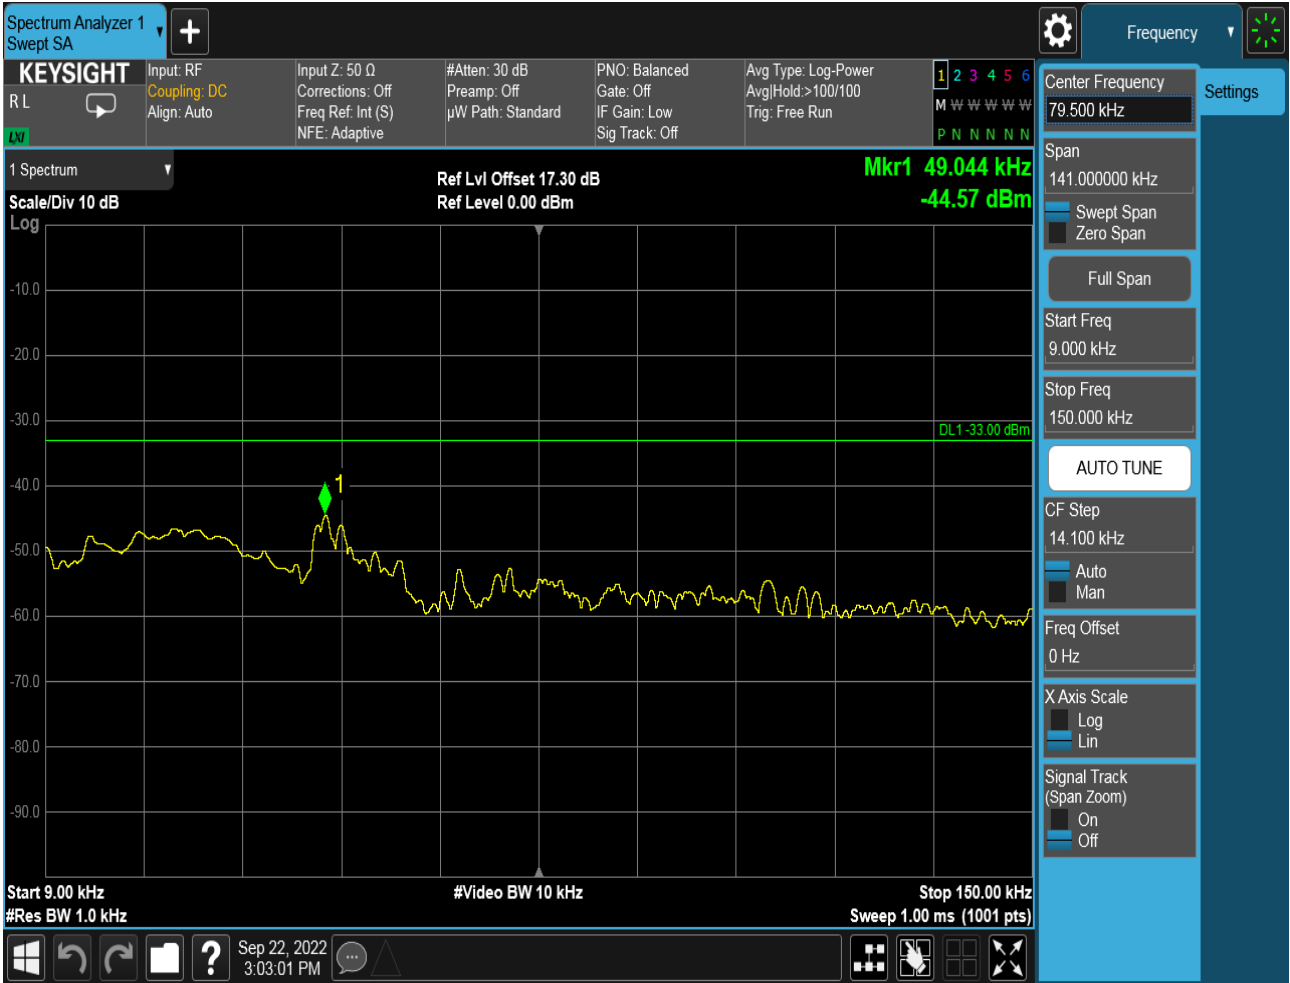 Spectrum Analyzer 1
Swept SA
Frequency
KEYSIGHT
R L
LXI
Input: RF
Coupling: DC
Align: Auto
Input Z: 50 Ω
Corrections: Off
Freq Ref: Int (S)
NFE: Adaptive
#Atten: 30 dB
Preamp: Off
µW Path: Standard
PNO: Balanced
Gate: Off
IF Gain: Low
Sig Track: Off
Avg Type: Log-Power
Avg|Hold:>100/100
Trig: Free Run
1 2 3 4 5 6
M W W W W W
P N N N N N
1 Spectrum
Scale/Div 10 dB
Log
Ref Lvl Offset 17.30 dB
Ref Level 0.00 dBm
Mkr1 49.044 kHz
-44.57 dBm
-10.0
-20.0
-30.0
DL1 -33.00 dBm
-40.0
1
-50.0
-60.0
-70.0
-80.0
-90.0
Start 9.00 kHz
#Video BW 10 kHz
Stop 150.00 kHz
#Res BW 1.0 kHz
Sweep 1.00 ms (1001 pts)
Sep 22, 2022
3:03:01 PM
Center Frequency
79.500 kHz
Settings
Span
141.000000 kHz
Swept Span
Zero Span
Full Span
Start Freq
9.000 kHz
Stop Freq
150.000 kHz
AUTO TUNE
CF Step
14.100 kHz
Auto
Man
Freq Offset
0 Hz
X Axis Scale
Log
Lin
Signal Track
(Span Zoom)
On
Off